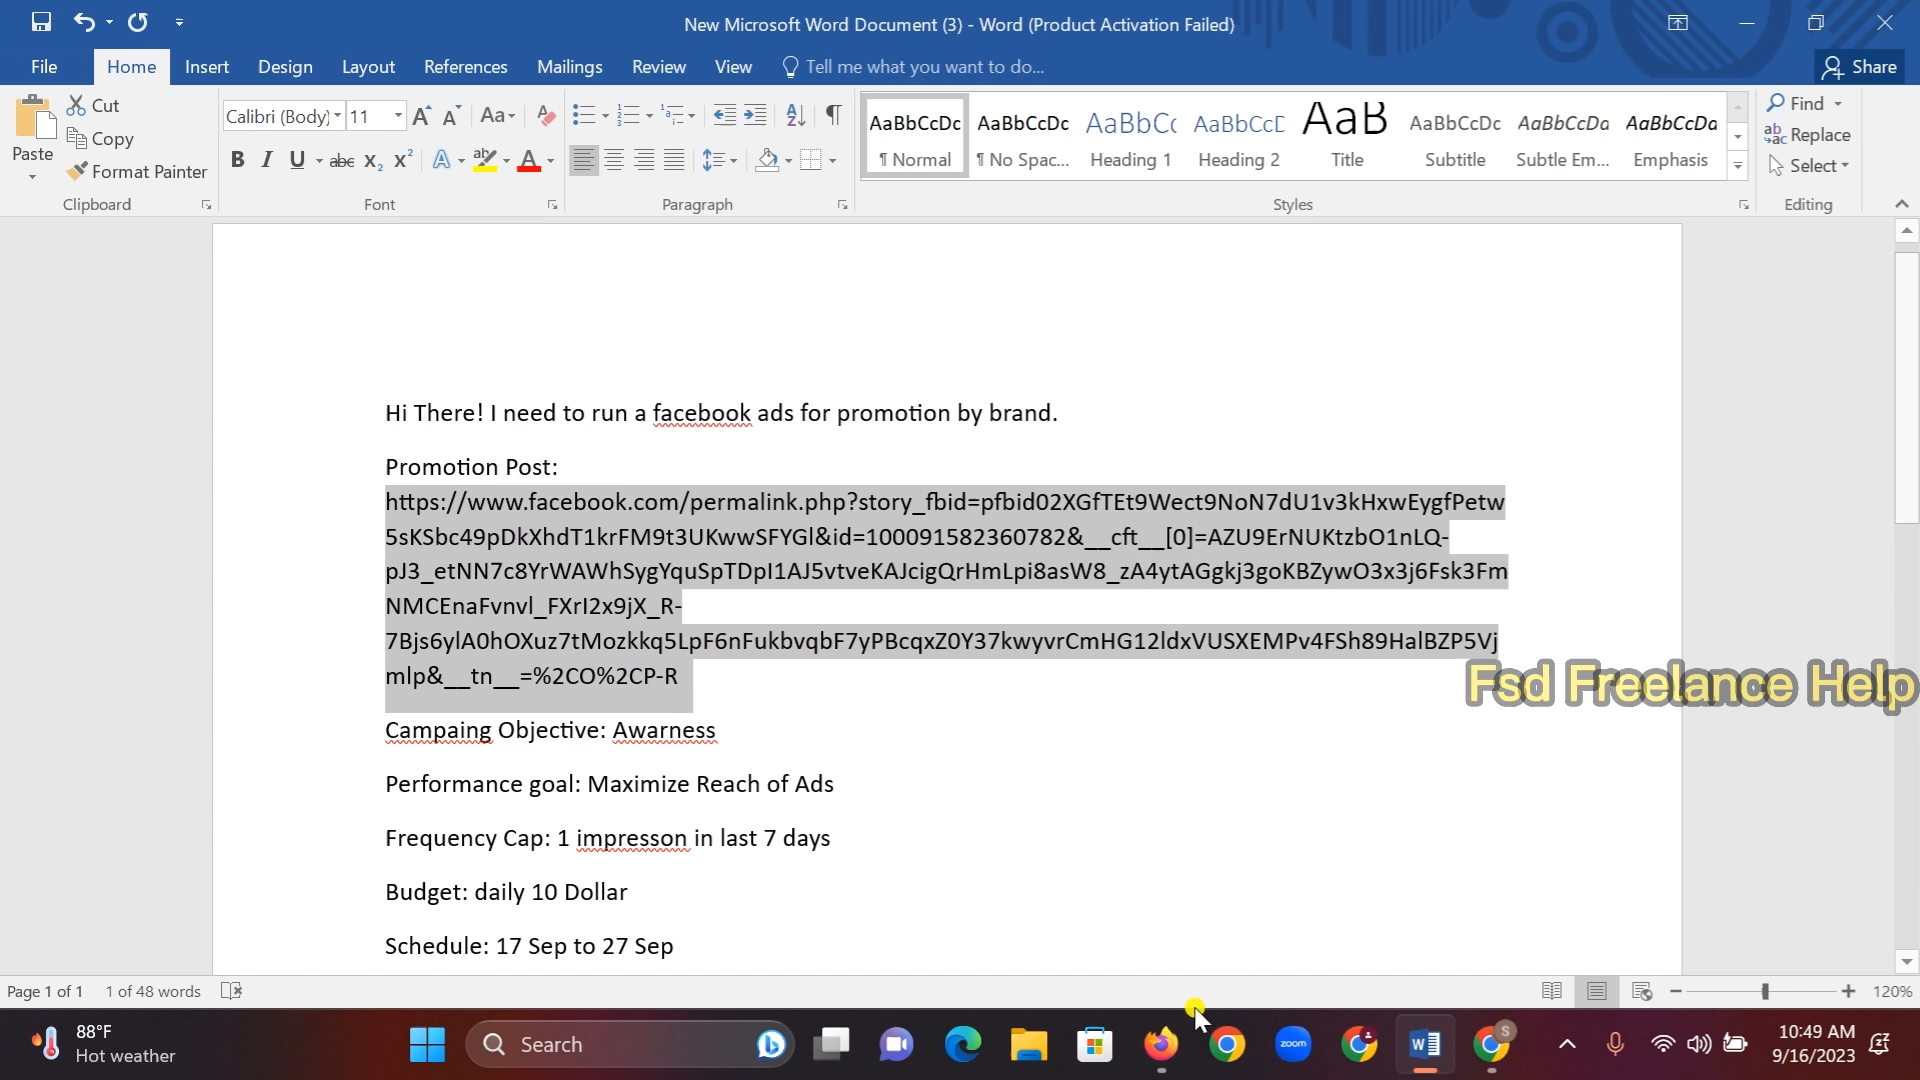 New Microsoft Word Document (3) - Word (Product Activation Failed)
File Home Insert Design Layout References Mailings Review View Tell me what you want to do... Share
Paste
Cut
Copy
Format Painter
Clipboard
Calibri (Body) 11
Font
Paragraph
AaBbCcDc AaBbCcDc AaBbCc AaBbCcD AaB AaBbCcDc AaBbCcDc AaBbCcDc
¶ Normal ¶ No Spac... Heading 1 Heading 2 Title Subtitle Subtle Em... Emphasis
Styles
Find
Replace
Select
Editing
Hi There! I need to run a facebook ads for promotion by brand.
Promotion Post:
https://www.facebook.com/permalink.php?story_fbid=pfbid02XGfTEt9Wect9NoN7dU1v3kHxwEygfPetw
5sKSbc49pDkXhdT1krFM9t3UKwwSFYGl&id=100091582360782&__cft__[0]=AZU9ErNUKtzbO1nLQ-
pJ3_etNN7c8YrWAWhSygYquSpTDpI1AJ5vtveKAJcigQrHmLpi8asW8_zA4ytAGgkj3goKBZywO3x3j6Fsk3Fm
NMCEnaFvnvl_FXrI2x9jX_R-
7Bjs6ylA0hOXuz7tMozkkq5LpF6nFukbvqbF7yPBcqxZ0Y37kwyvrCmHG12ldxVUSXEMPv4FSh89HalBZP5Vj
mlp&__tn__=%2CO%2CP-R
Fsd Freelance Help
Campaing Objective: Awarness
Performance goal: Maximize Reach of Ads
Frequency Cap: 1 impresson in last 7 days
Budget: daily 10 Dollar
Schedule: 17 Sep to 27 Sep
Page 1 of 1 1 of 48 words 120%
88°F
Hot weather
Search
zoom
S
10:49 AM
9/16/2023